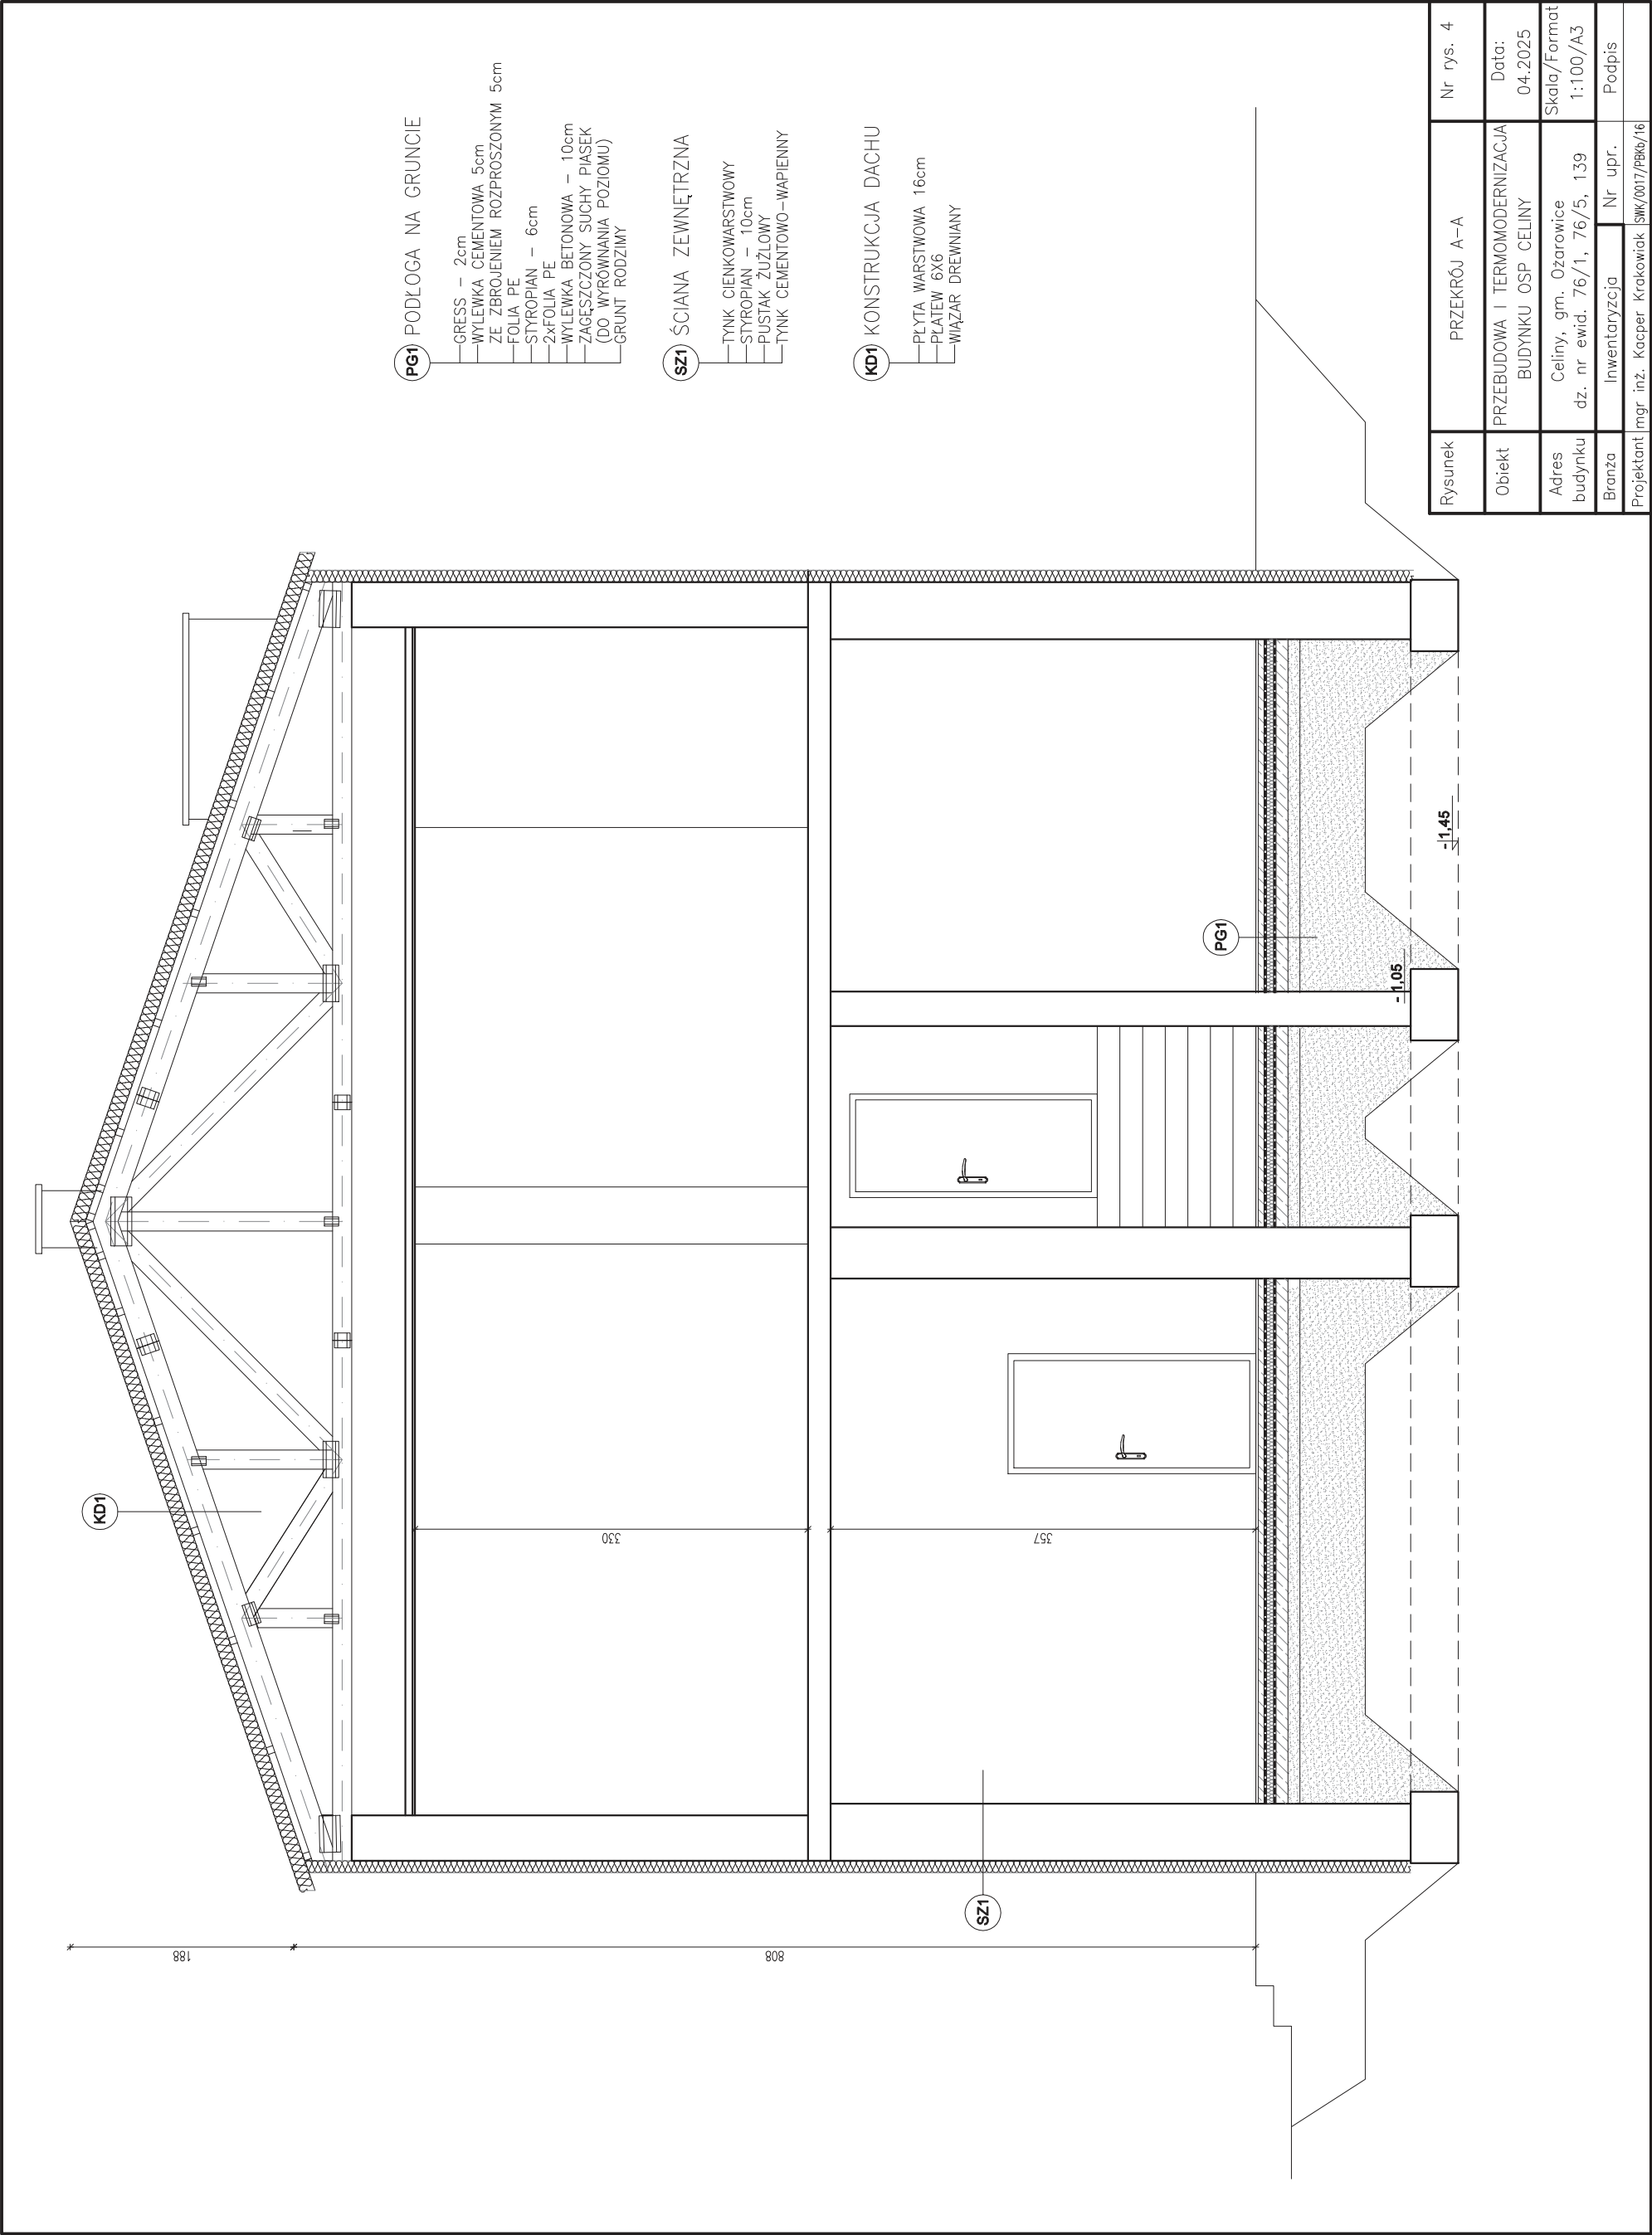 KD1
188
808
330
357
SZ1
PG1
- 1,05
- 1,45
PG1 PODŁOGA NA GRUNCIE
GRESS – 2cm
WYLEWKA CEMENTOWA 5cm
ZE ZBROJENIEM ROZPROSZONYM 5cm
FOLIA PE
STYROPIAN – 6cm
2xFOLIA PE
WYLEWKA BETONOWA – 10cm
ZAGĘSZCZONY SUCHY PIASEK
(DO WYRÓWNANIA POZIOMU)
GRUNT RODZIMY
SZ1 ŚCIANA ZEWNĘTRZNA
TYNK CIENKOWARSTWOWY
STYROPIAN – 10cm
PUSTAK ŻUŻLOWY
TYNK CEMENTOWO–WAPIENNY
KD1 KONSTRUKCJA DACHU
PŁYTA WARSTWOWA 16cm
PŁATEW 6X6
WIĄZAR DREWNIANY
Rysunek PRZEKRÓJ A–A Nr rys. 4
Obiekt PRZEBUDOWA I TERMOMODERNIZACJA Data:
BUDYNKU OSP CELINY 04.2025
Adres Celiny, gm. Ożarowice Skala/Format
budynku dz. nr ewid. 76/1, 76/5, 139 1:100/A3
Branża Inwentaryzcja Nr upr. Podpis
Projektant mgr inż. Kacper Krakowiak SWK/0017/PBKb/16